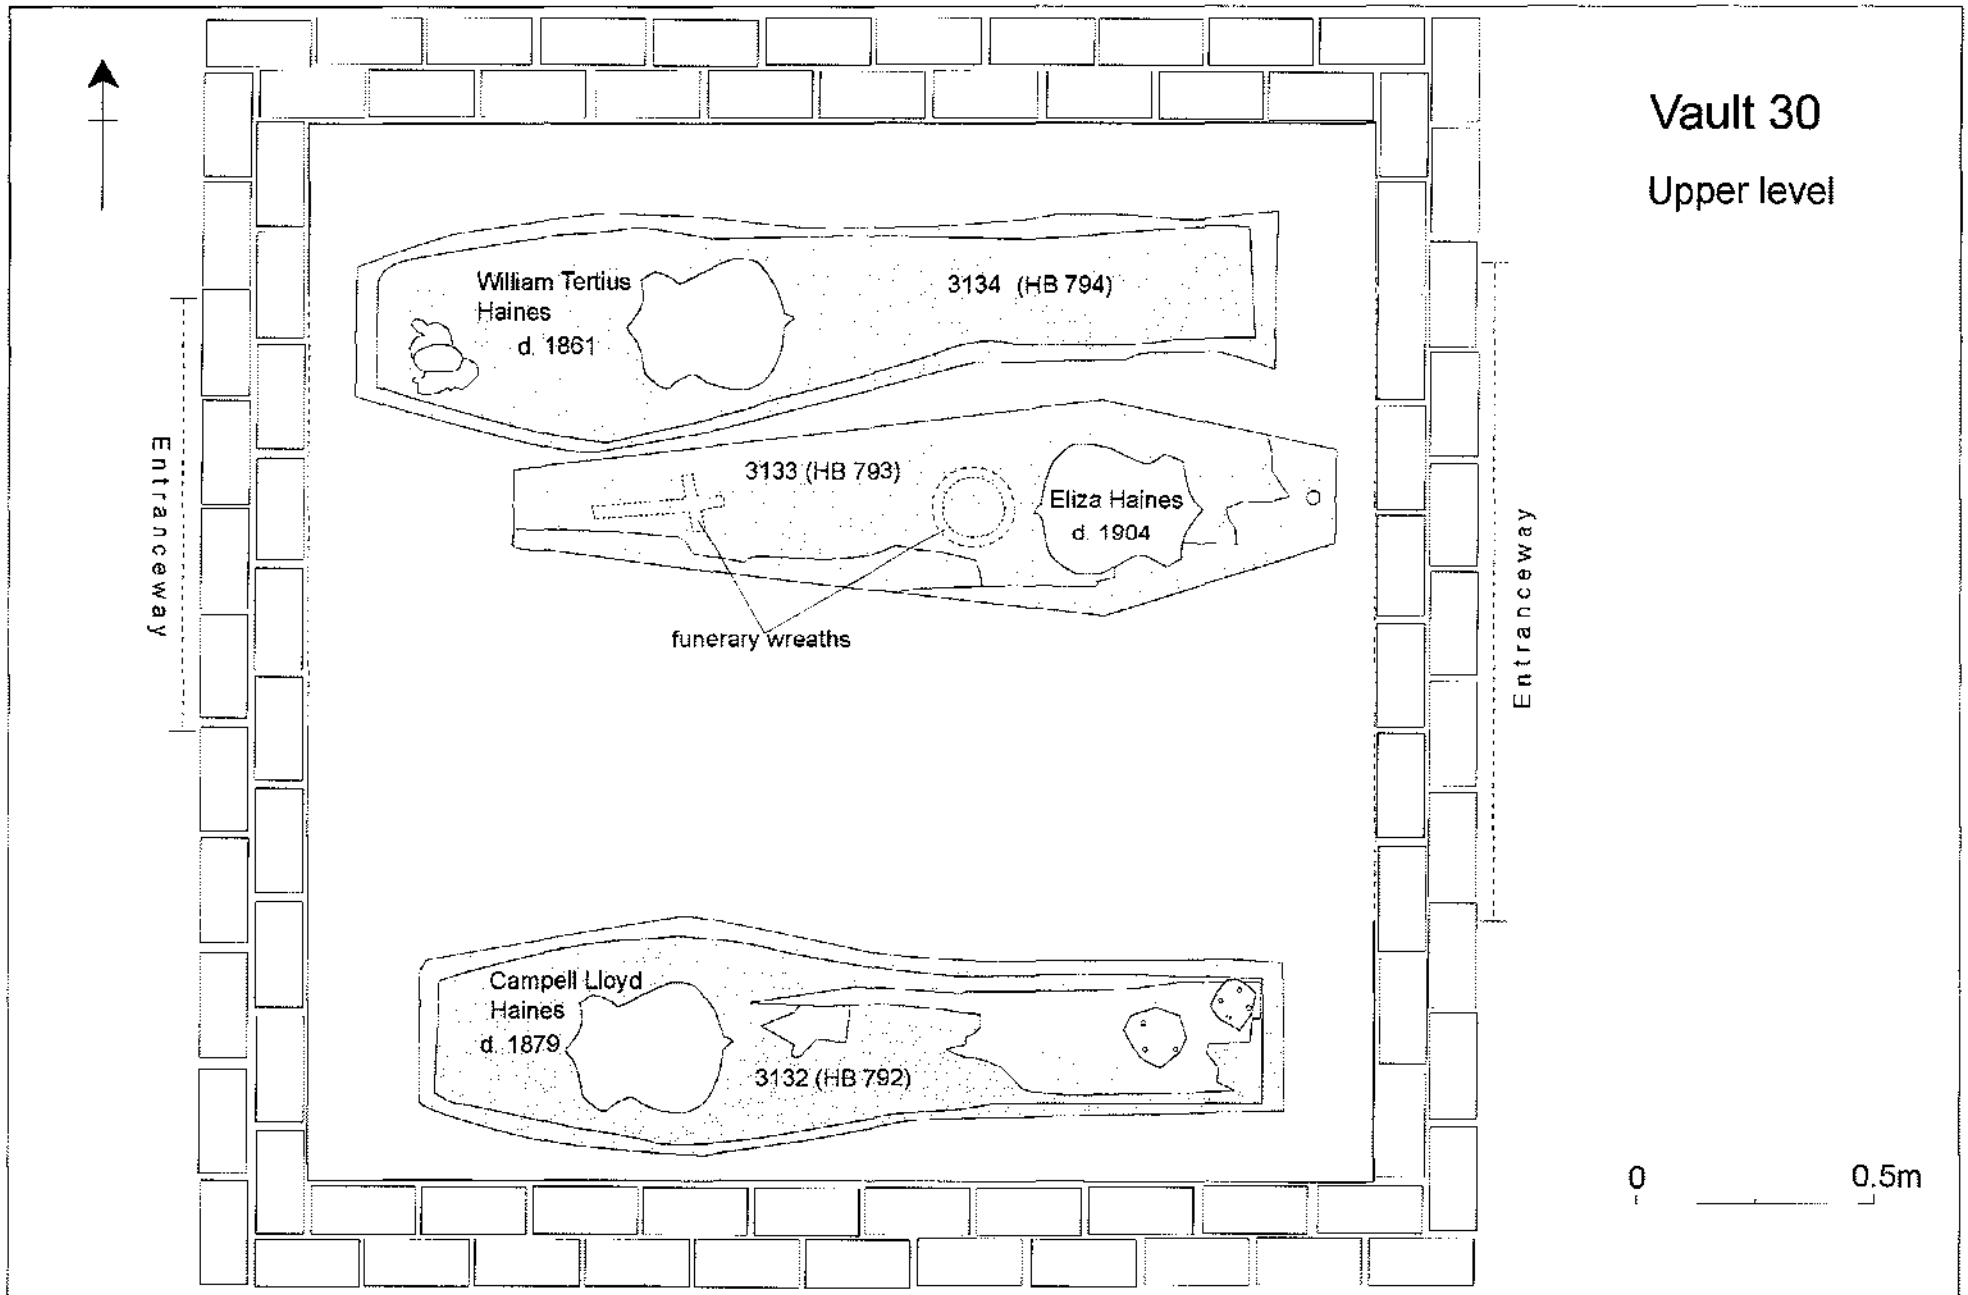 Vault 30
Upper level
William Tertius
Haines
d. 1861
3134 (HB 794)
Entranceway
3133 (HB 793)
Eliza Haines
d. 1904
Entranceway
funerary wreaths
Campell Lloyd
Haines
d. 1879
3132 (HB 792)
0 0.5m